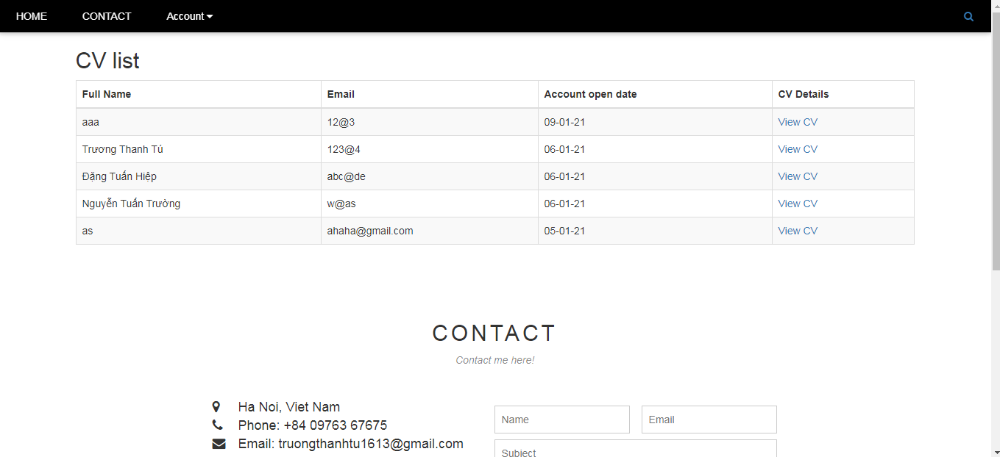 HOME CONTACT Account
CV list
Full Name Email Account open date CV Details
aaa 12@3 09-01-21 View CV
Trương Thanh Tú 123@4 06-01-21 View CV
Đặng Tuấn Hiệp abc@de 06-01-21 View CV
Nguyễn Tuấn Trường w@as 06-01-21 View CV
as ahaha@gmail.com 05-01-21 View CV
CONTACT
Contact me here!
Ha Noi, Viet Nam
Phone: +84 09763 67675
Name Email
Email: truongthanhtu1613@gmail.com
Subject